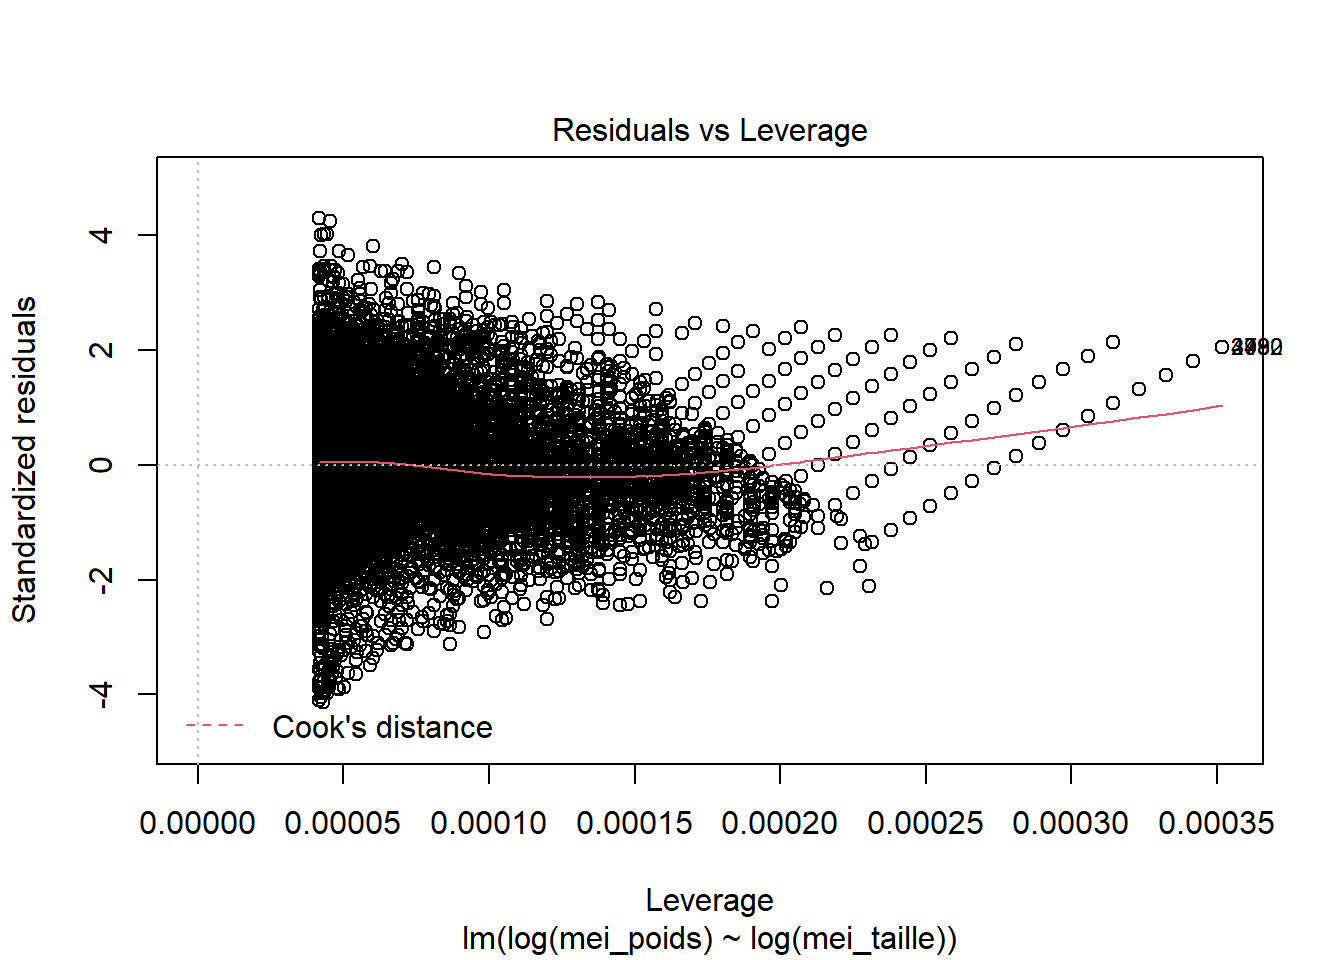 Residuals vs Leverage
Standardized residuals
4
2
0
-2
-4
Cook's distance
0.00000 0.00005 0.00010 0.00015 0.00020 0.00025 0.00030 0.00035
Leverage
lm(log(mei_poids) ~ log(mei_taille))